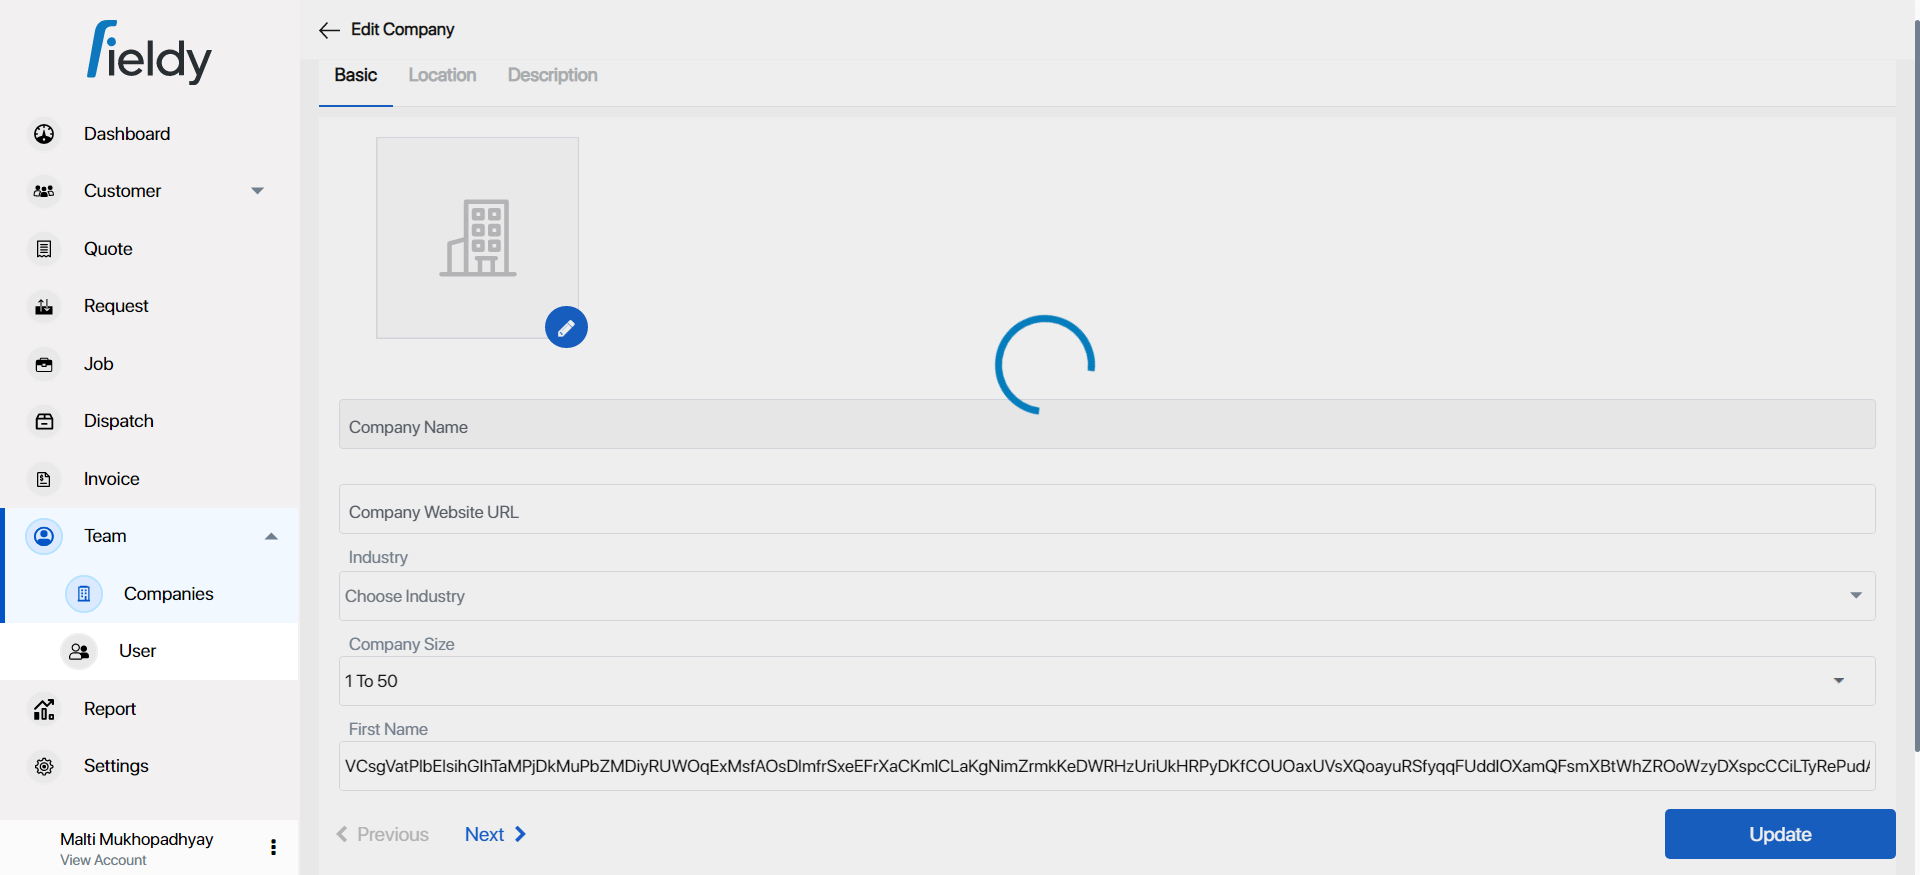 fieldy
Dashboard
Customer
Quote
Request
Job
Dispatch
Invoice
Team
Companies
User
Report
Settings
Malti Mukhopadhyay
View Account
Edit Company
Basic Location Description
Company Name
Company Website URL
Industry
Choose Industry
Company Size
1 To 50
First Name
Previous Next
Update